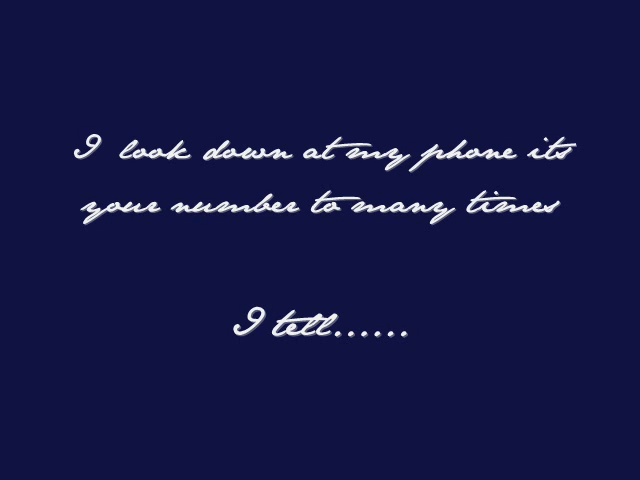 I look down at my phone its
your number to many times
I tell......